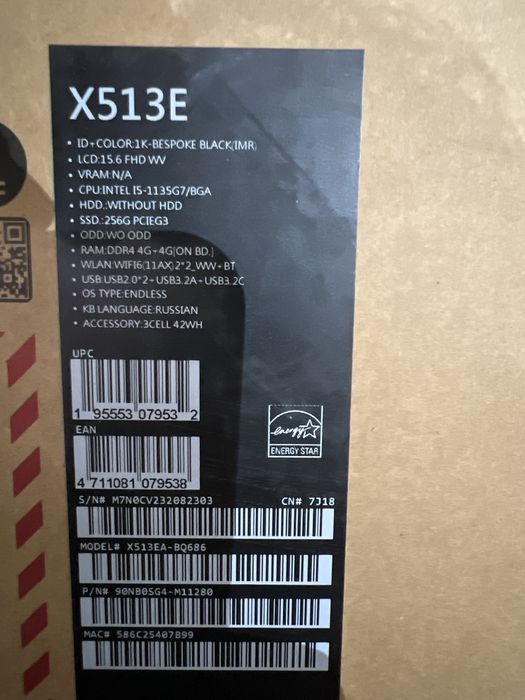 X513E
• ID+COLOR:1K-BESPOKE BLACK(IMR)
• LCD:15.6 FHD WV
• VRAM:N/A
• CPU:INTEL I5-1135G7/BGA
• HDD.:WITHOUT HDD
• SSD.:256G PCIEG3
• ODD:WO ODD
• RAM:DDR4 4G+4G[ON BD.]
• WLAN:WIFI6(11AX)2*2_WW+BT
• USB:USB2.0*2+USB3.2A+USB3.2C
• OS TYPE:ENDLESS
• KB LANGUAGE:RUSSIAN
• ACCESSORY:3CELL 42WH
UPC
1 95553 07953 2
EAN
4 711081 079538
energy
ENERGY STAR
S/N# M7N0CV232082303 CN# 7J18
MODEL# X513EA-BQ686
P/N# 90NB0SG4-M11280
MAC# 586C25407B99